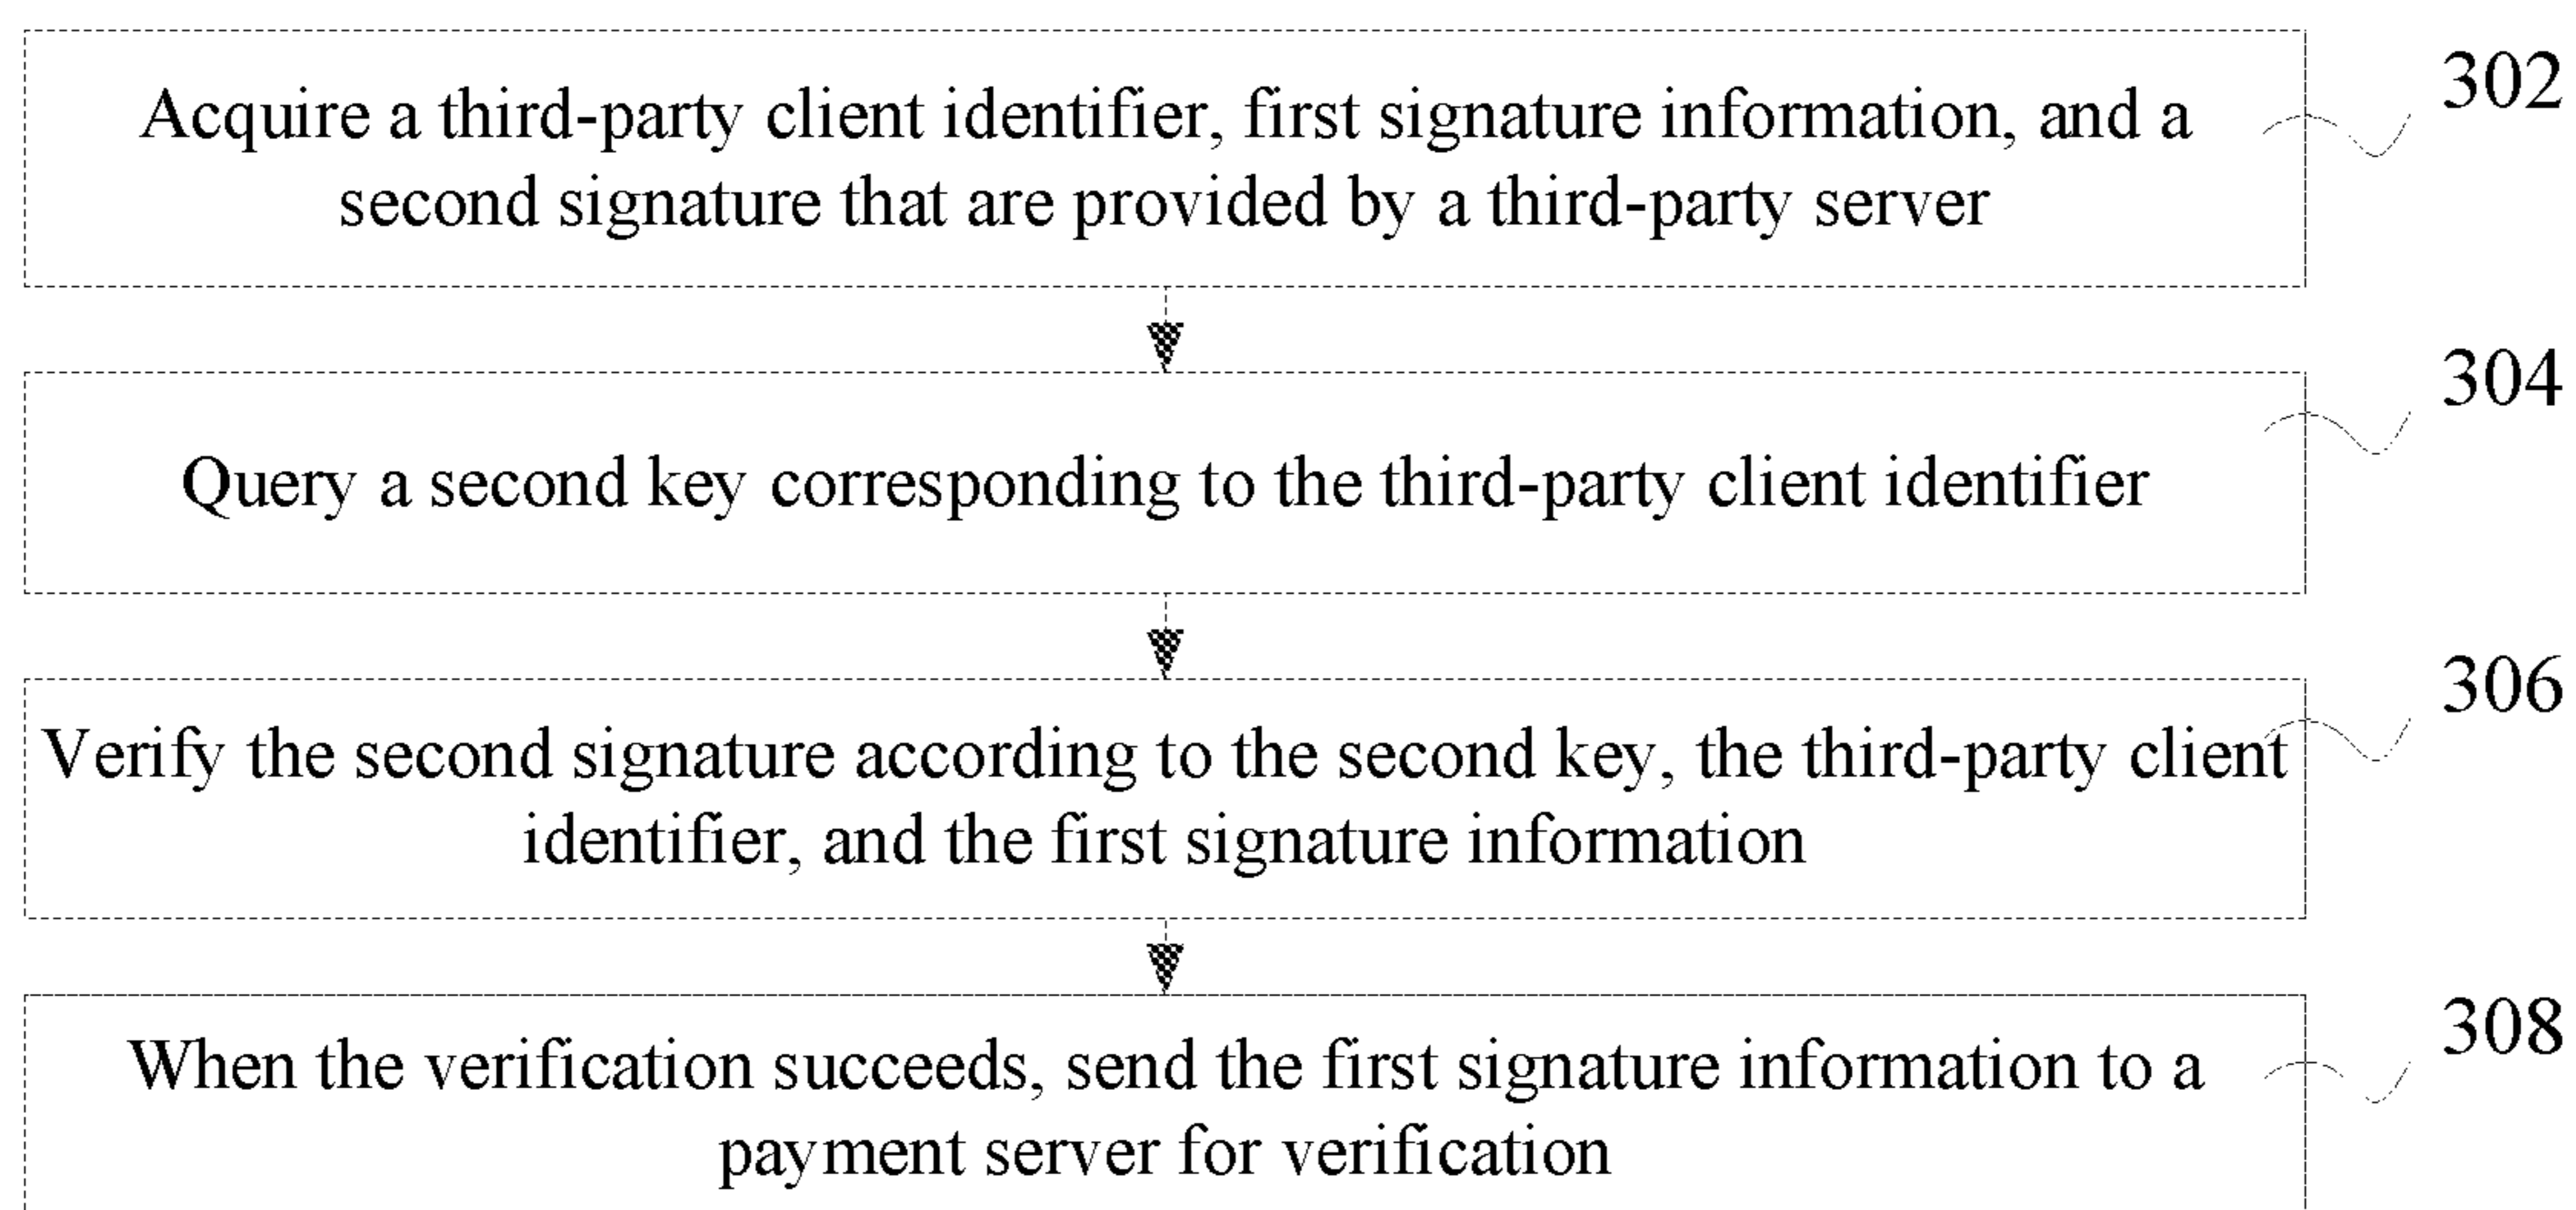 Acquire a third-party client identifier, first signature information, and a
second signature that are provided by a third-party server
302
Query a second key corresponding to the third-party client identifier
304
Verify the second signature according to the second key, the third-party client
identifier, and the first signature information
306
When the verification succeeds, send the first signature information to a
payment server for verification
308